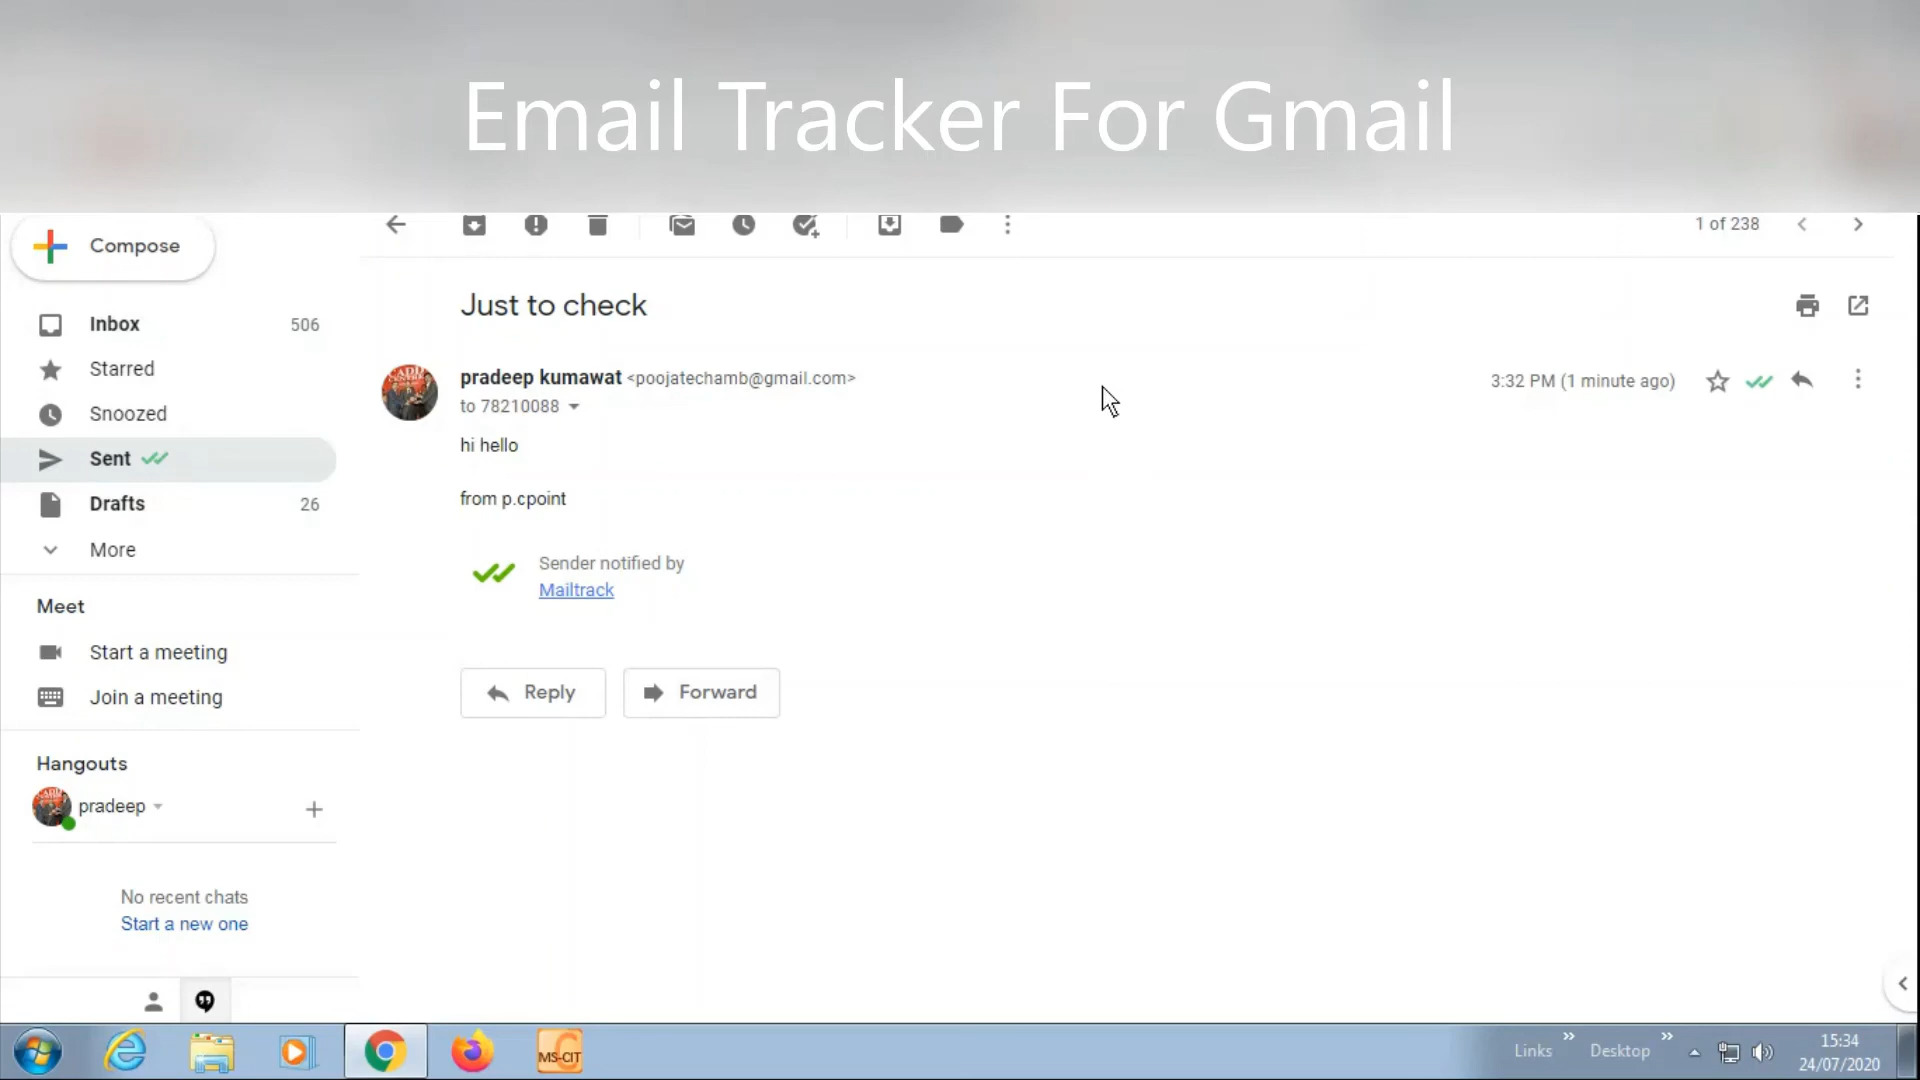 Email Tracker For Gmail
1 of 238
Compose
Just to check
Inbox 506
Starred
pradeep kumawat <poojatechamb@gmail.com>
3:32 PM (1 minute ago)
to 78210088
Snoozed
hi hello
Sent
from p.cpoint
Drafts 26
More
Sender notified by
Mailtrack
Meet
Start a meeting
Join a meeting
Reply
Forward
Hangouts
pradeep
No recent chats
Start a new one
MS-CIT
Links
Desktop
15:34
24/07/2020